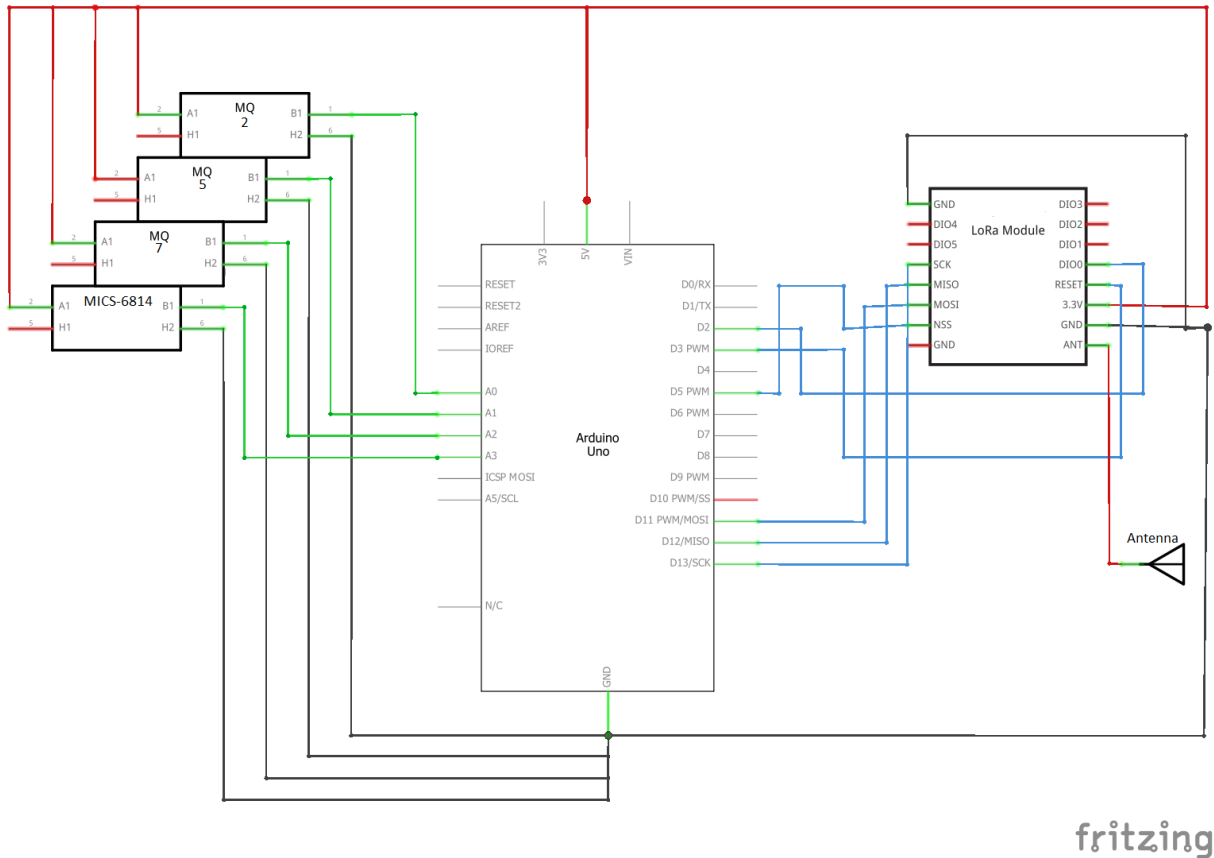 MQ
2
2
A1
B1
1
5
H1
H2
6
MQ
5
2
A1
B1
1
5
H1
H2
6
MQ
7
2
A1
B1
1
5
H1
H2
6
MICS-6814
2
A1
B1
1
5
H1
H2
6
3V3
5V
VIN
RESET
RESET2
AREF
IOREF
A0
A1
A2
A3
ICSP MOSI
A5/SCL
N/C
Arduino
Uno
D0/RX
D1/TX
D2
D3 PWM
D4
D5 PWM
D6 PWM
D7
D8
D9 PWM
D10 PWM/SS
D11 PWM/MOSI
D12/MISO
D13/SCK
GND
LoRa Module
GND
DIO4
DIO5
SCK
MISO
MOSI
NSS
GND
DIO3
DIO2
DIO1
DIO0
RESET
3.3V
GND
ANT
Antenna
fritzing